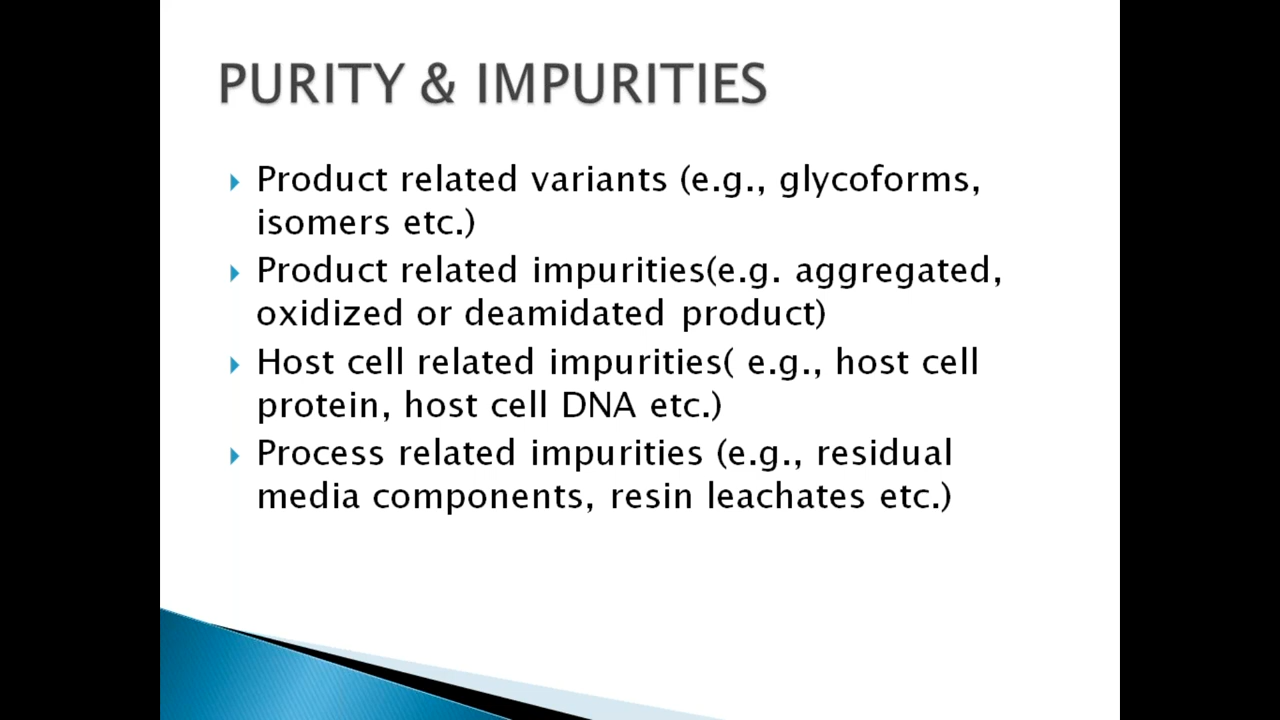 PURITY & IMPURITIES
Product related variants (e.g., glycoforms,
isomers etc.)
Product related impurities(e.g. aggregated,
oxidized or deamidated product)
Host cell related impurities( e.g., host cell
protein, host cell DNA etc.)
Process related impurities (e.g., residual
media components, resin leachates etc.)